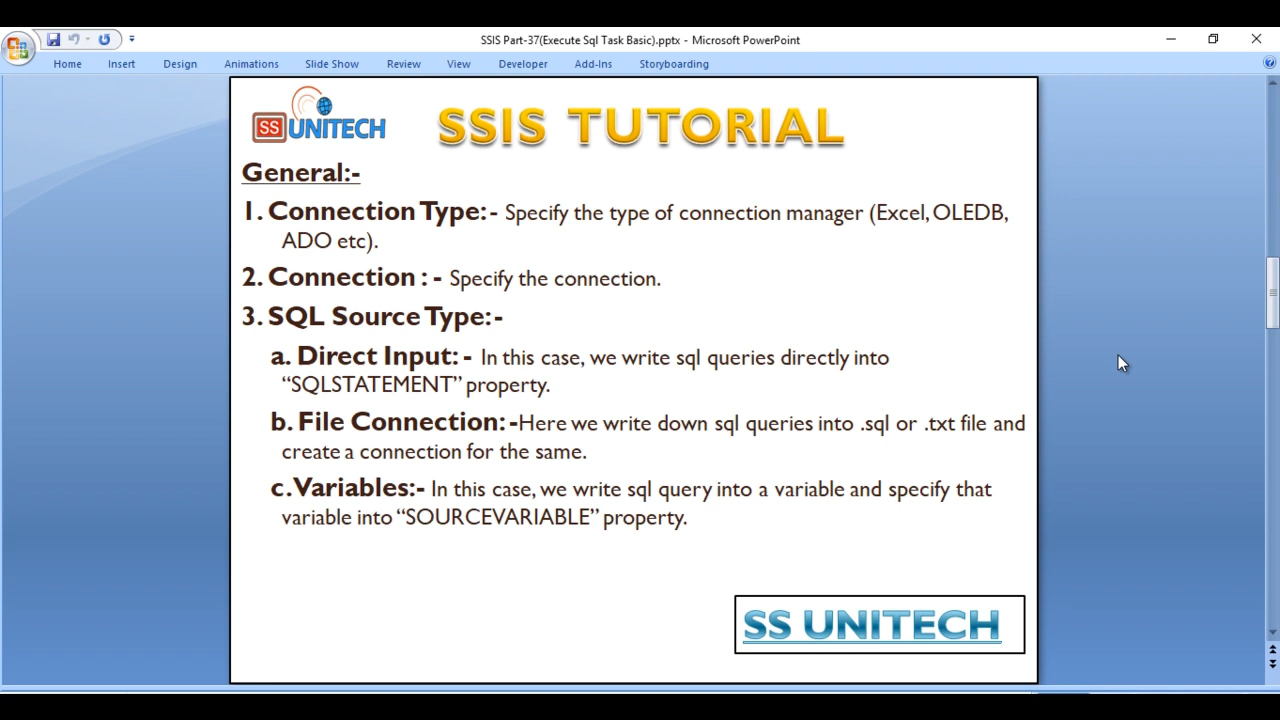 SSIS Part-37(Execute Sql Task Basic).pptx - Microsoft PowerPoint
Home Insert Design Animations Slide Show Review View Developer Add-Ins Storyboarding
SS UNITECH
SSIS TUTORIAL
General:-
1. Connection Type:- Specify the type of connection manager (Excel, OLEDB,
ADO etc).
2. Connection : - Specify the connection.
3. SQL Source Type:-
a. Direct Input: - In this case, we write sql queries directly into
“SQLSTATEMENT” property.
b. File Connection: -Here we write down sql queries into .sql or .txt file and
create a connection for the same.
c. Variables:- In this case, we write sql query into a variable and specify that
variable into “SOURCEVARIABLE” property.
SS UNITECH